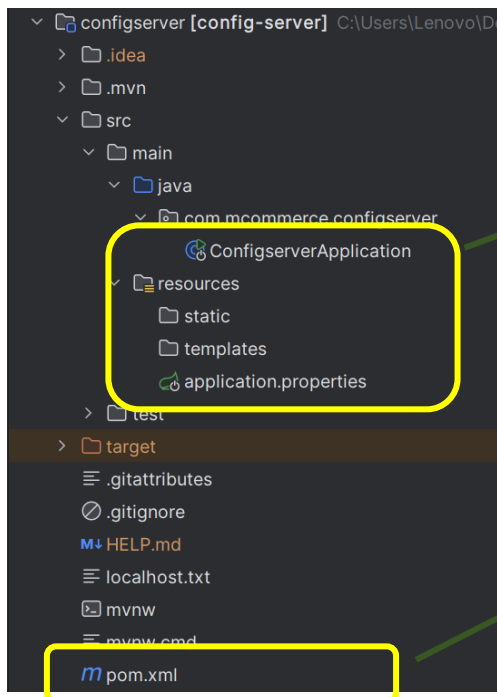 configserver [config-server] C:\Users\Lenovo\D
.idea
.mvn
src
main
java
com.mcommerce.configserver
ConfigserverApplication
resources
static
templates
application.properties
test
target
.gitattributes
.gitignore
M↓ HELP.md
localhost.txt
mvnw
mvnw.cmd
m pom.xml